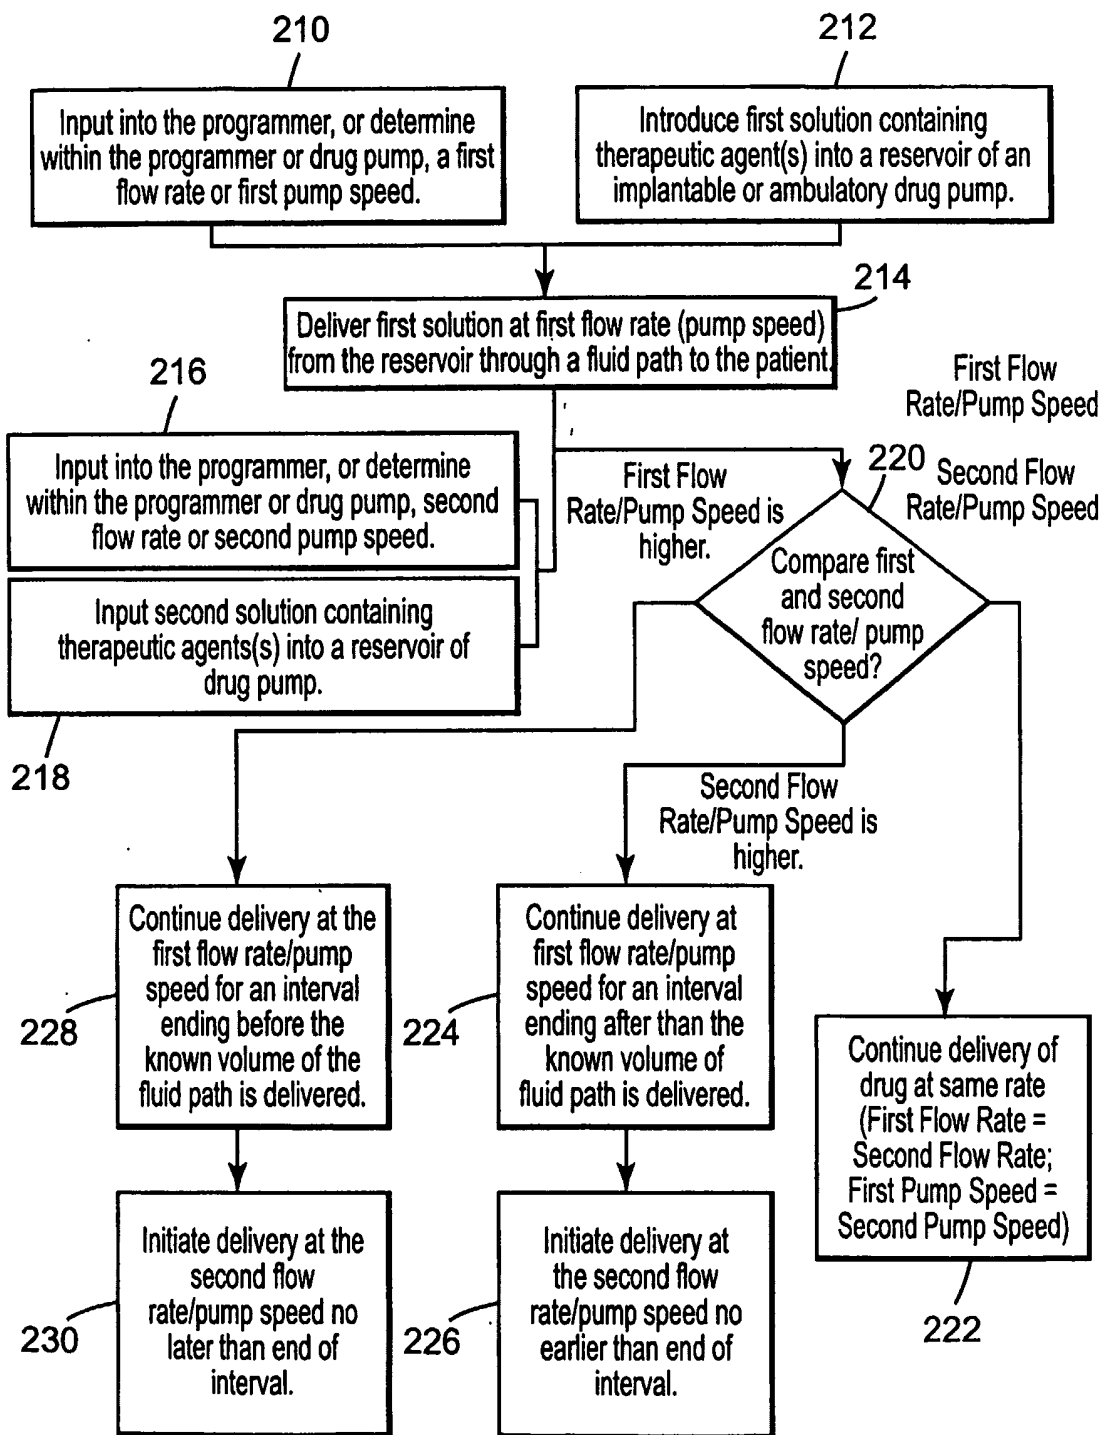 210
212
Input into the programmer, or determine
within the programmer or drug pump, a first
flow rate or first pump speed.
Introduce first solution containing
therapeutic agent(s) into a reservoir of an
implantable or ambulatory drug pump.
214
Deliver first solution at first flow rate (pump speed)
from the reservoir through a fluid path to the patient.
216
First Flow
Rate/Pump Speed
Input into the programmer, or determine
within the programmer or drug pump, second
flow rate or second pump speed.
First Flow
Rate/Pump Speed is
higher.
220
Second Flow
Rate/Pump Speed
Compare first
and second
flow rate/ pump
speed?
Input second solution containing
therapeutic agents(s) into a reservoir of
drug pump.
218
Second Flow
Rate/Pump Speed is
higher.
Continue delivery at the
first flow rate/pump
speed for an interval
ending before the
known volume of the
fluid path is delivered.
228
Continue delivery at
first flow rate/pump
speed for an interval
ending after than the
known volume of
fluid path is delivered.
224
Continue delivery of
drug at same rate
(First Flow Rate =
Second Flow Rate;
First Pump Speed =
Second Pump Speed)
222
Initiate delivery at the
second flow
rate/pump speed no
later than end of
interval.
230
Initiate delivery at
the second flow
rate/pump speed no
earlier than end of
interval.
226